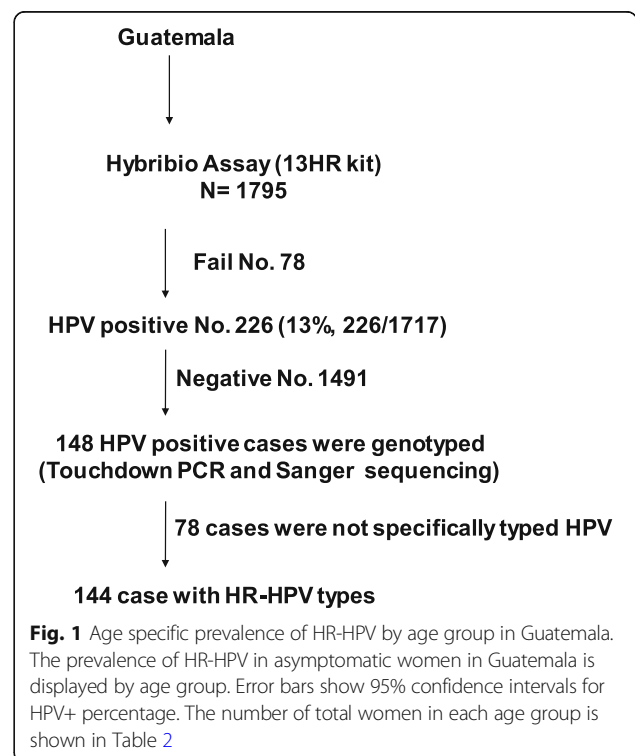 Guatemala
Hybribio Assay (13HR kit)
N= 1795
Fail No. 78
HPV positive No. 226 (13%, 226/1717)
Negative No. 1491
148 HPV positive cases were genotyped
(Touchdown PCR and Sanger sequencing)
78 cases were not specifically typed HPV
144 case with HR-HPV types
Fig. 1 Age specific prevalence of HR-HPV by age group in Guatemala.
The prevalence of HR-HPV in asymptomatic women in Guatemala is
displayed by age group. Error bars show 95% confidence intervals for
HPV+ percentage. The number of total women in each age group is
shown in Table 2